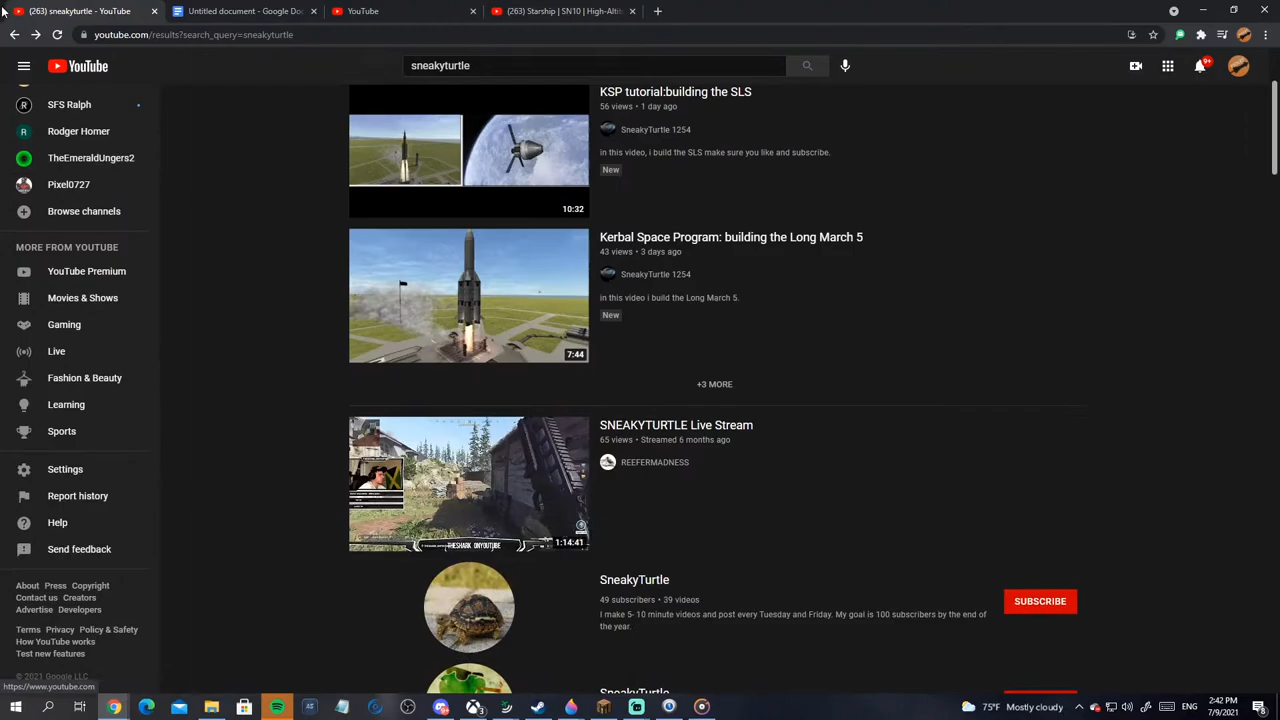 (263) sneakyturtle - YouTube
Untitled document - Google Doc
YouTube
(263) Starship | SN10 | High-Altit
youtube.com/results?search_query=sneakyturtle
YouTube
sneakyturtle
9+
SFS Ralph
Rodger Homer
TheEmeraldUngers2
Pixel0727
Browse channels
MORE FROM YOUTUBE
YouTube Premium
Movies & Shows
Gaming
Live
Fashion & Beauty
Learning
Sports
Settings
Report history
Help
Send feedback
About Press Copyright
Contact us Creators
Advertise Developers
Terms Privacy Policy & Safety
How YouTube works
Test new features
© 2021 Google LLC
https://www.youtube.com
KSP tutorial:building the SLS
56 views • 1 day ago
SneakyTurtle 1254
in this video, i build the SLS make sure you like and subscribe.
New
10:32
Kerbal Space Program: building the Long March 5
43 views • 3 days ago
SneakyTurtle 1254
in this video i build the Long March 5.
New
7:44
+3 MORE
SNEAKYTURTLE Live Stream
65 views • Streamed 6 months ago
REEFERMADNESS
THESHARK ONYOUTUBE
1:14:41
SneakyTurtle
49 subscribers • 39 videos
I make 5- 10 minute videos and post every Tuesday and Friday. My goal is 100 subscribers by the end of
the year.
SUBSCRIBE
SneakyTurtle
75°F Mostly cloudy
ENG
2:42 PM
7/9/2021